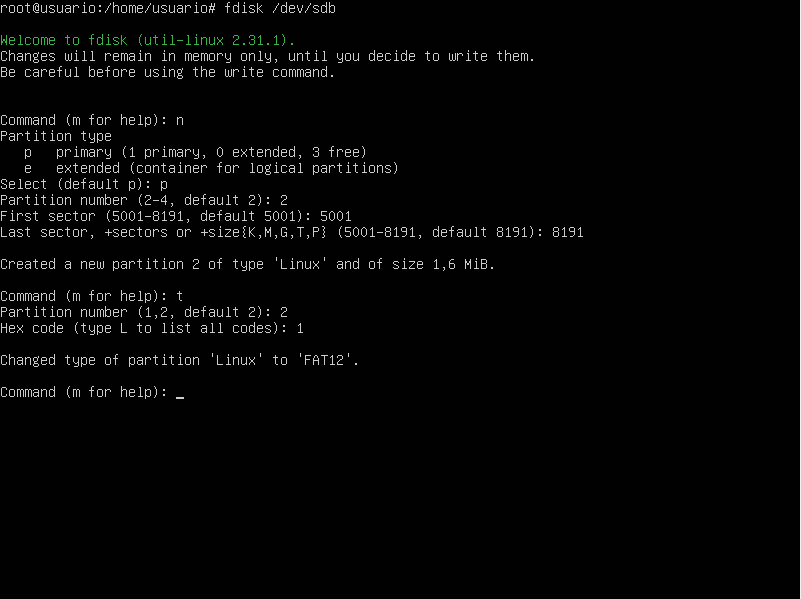 root@usuario:/home/usuario# fdisk /dev/sdb
Welcome to fdisk (util-linux 2.31.1).
Changes will remain in memory only, until you decide to write them.
Be careful before using the write command.
Command (m for help): n
Partition type
   p   primary (1 primary, 0 extended, 3 free)
   e   extended (container for logical partitions)
Select (default p): p
Partition number (2-4, default 2): 2
First sector (5001-8191, default 5001): 5001
Last sector, +sectors or +size{K,M,G,T,P} (5001-8191, default 8191): 8191
Created a new partition 2 of type 'Linux' and of size 1,6 MiB.
Command (m for help): t
Partition number (1,2, default 2): 2
Hex code (type L to list all codes): 1
Changed type of partition 'Linux' to 'FAT12'.
Command (m for help): _